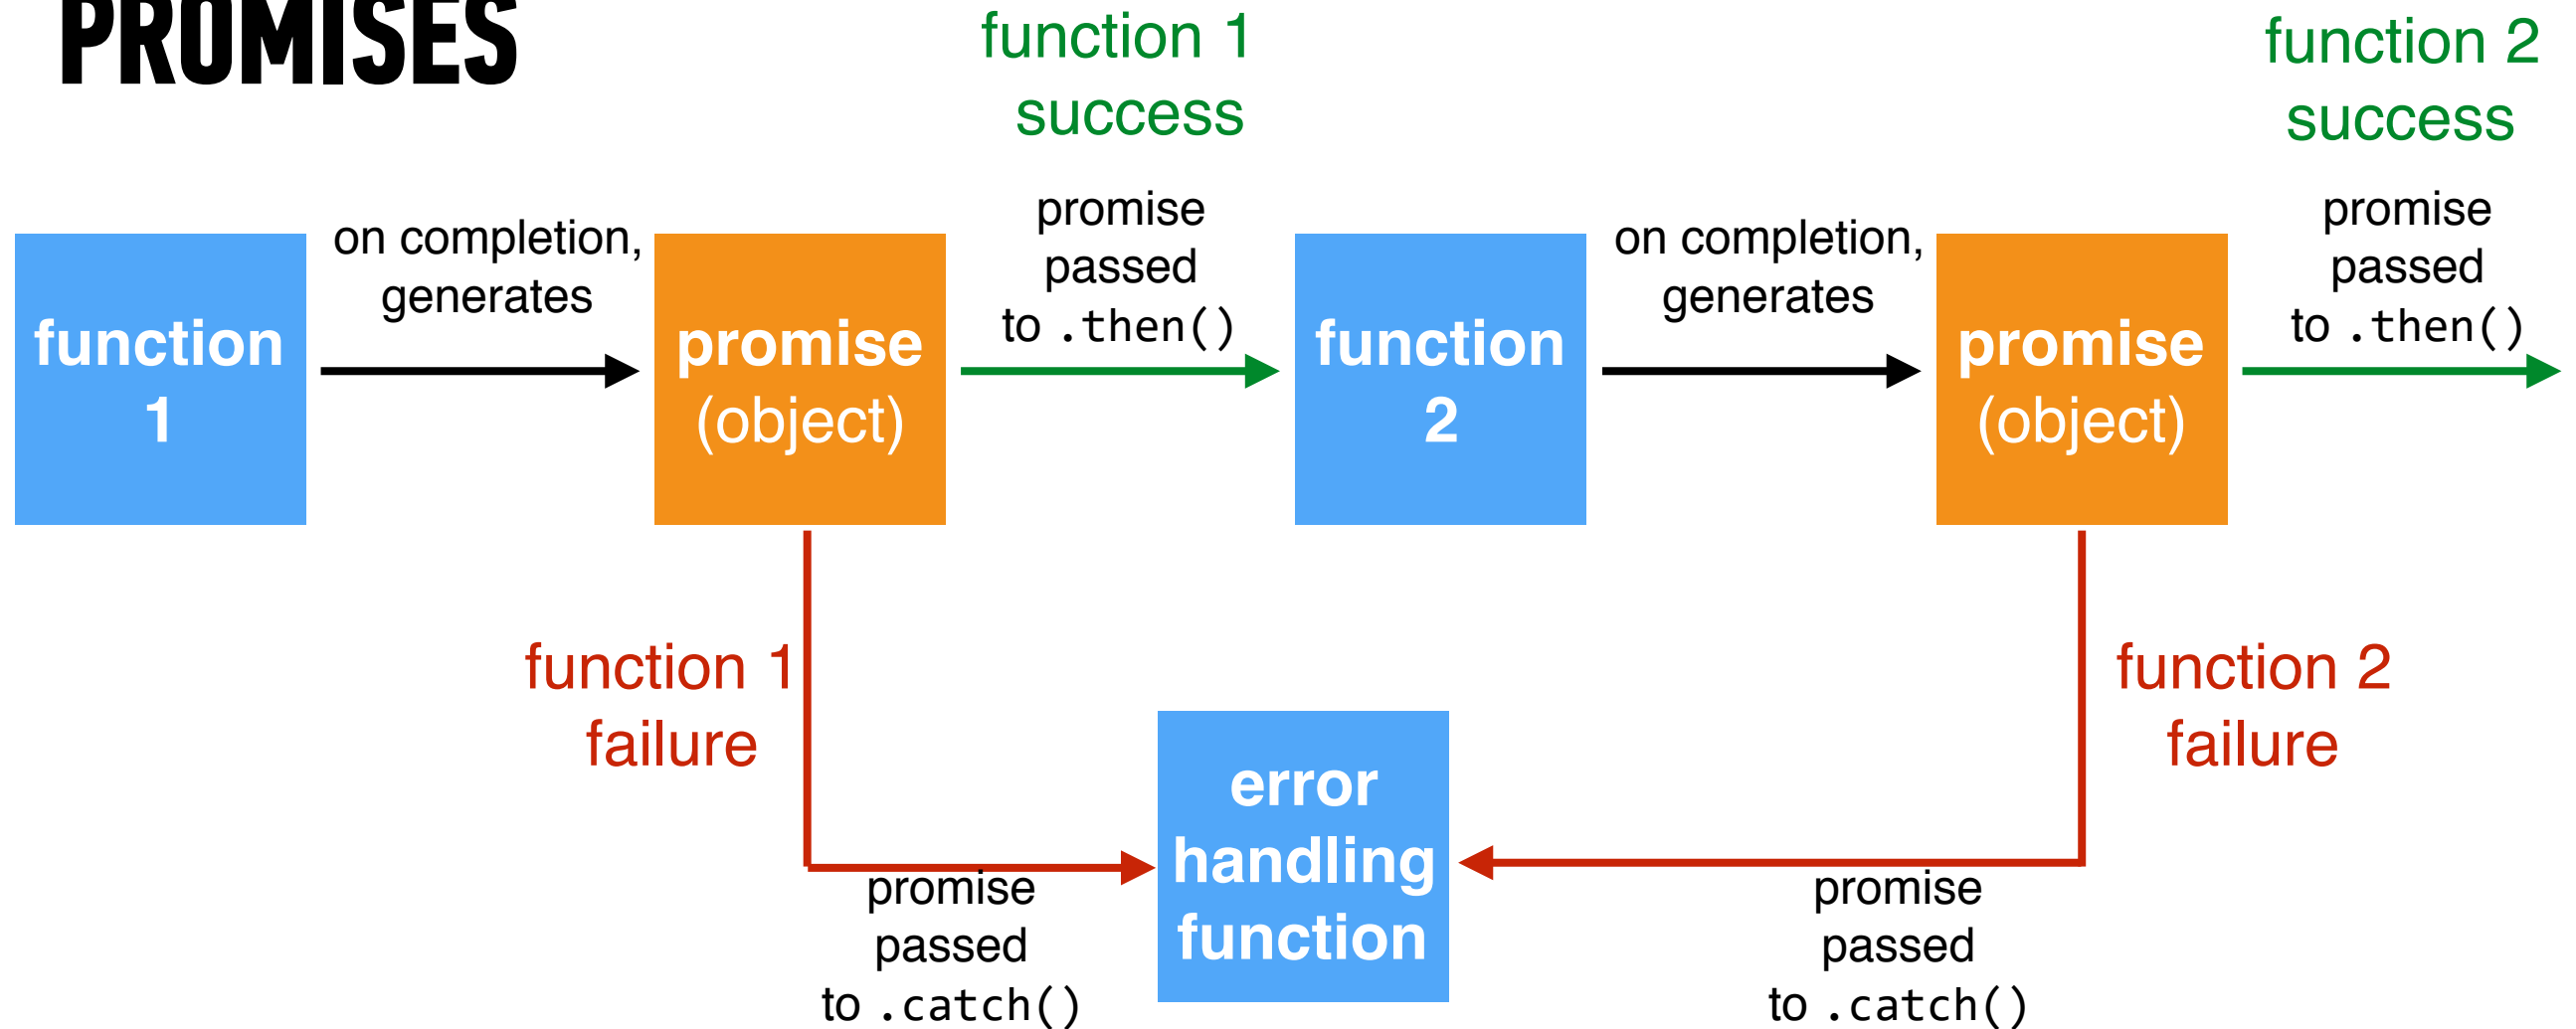 PROMISES
function 1
success
function 2
success
function
1
on completion,
generates
promise
(object)
promise
passed
to .then()
function
2
on completion,
generates
promise
(object)
promise
passed
to .then()
function 1
failure
promise
passed
to .catch()
error
handling
function
function 2
failure
promise
passed
to .catch()